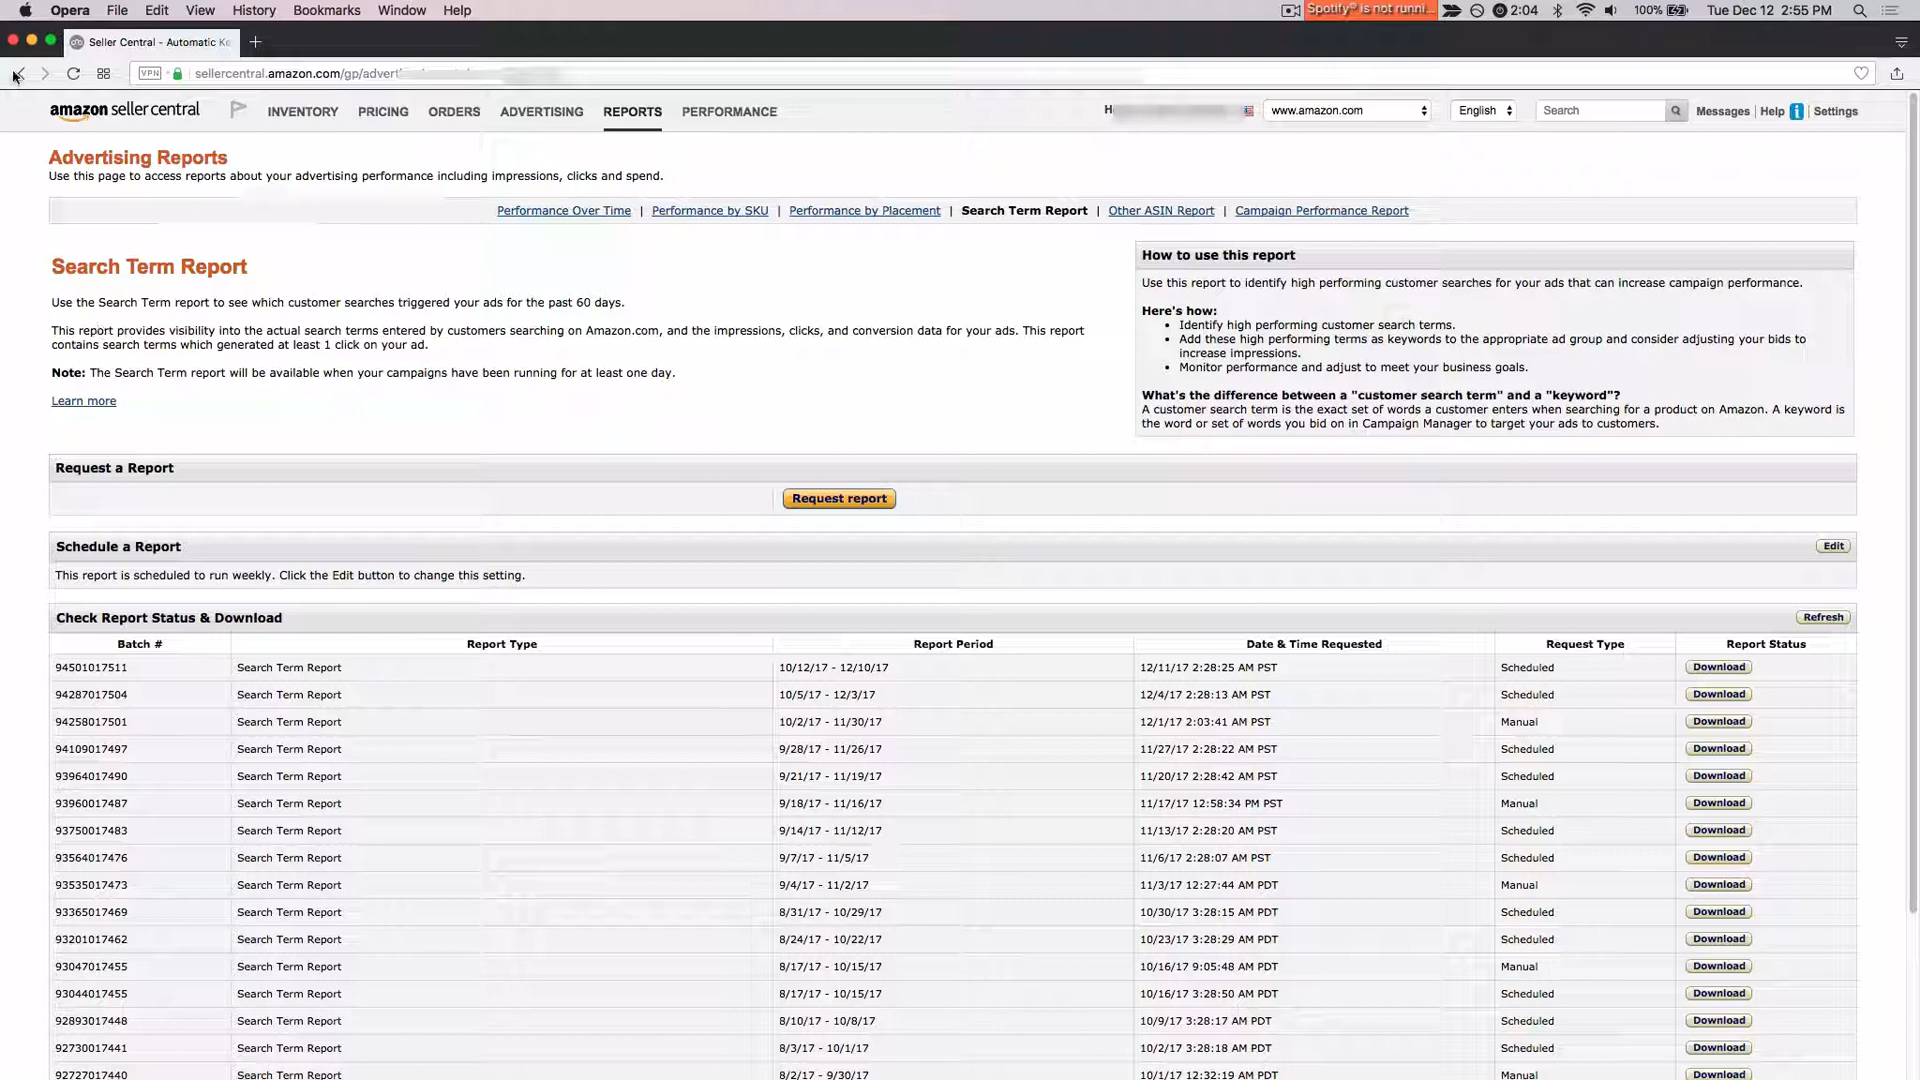 Opera File Edit View History Bookmarks Window Help Spotify® is not runni... 2:04 100% Tue Dec 12 2:55 PM
Seller Central - Automatic Ke
VPN sellercentral.amazon.com/gp/advert
amazon seller central INVENTORY PRICING ORDERS ADVERTISING REPORTS PERFORMANCE www.amazon.com English Search Messages Help i Settings
Advertising Reports
Use this page to access reports about your advertising performance including impressions, clicks and spend.
Performance Over Time | Performance by SKU | Performance by Placement | Search Term Report | Other ASIN Report | Campaign Performance Report
Search Term Report
Use the Search Term report to see which customer searches triggered your ads for the past 60 days.
This report provides visibility into the actual search terms entered by customers searching on Amazon.com, and the impressions, clicks, and conversion data for your ads. This report
contains search terms which generated at least 1 click on your ad.
Note: The Search Term report will be available when your campaigns have been running for at least one day.
Learn more
How to use this report
Use this report to identify high performing customer searches for your ads that can increase campaign performance.
Here's how:
• Identify high performing customer search terms.
• Add these high performing terms as keywords to the appropriate ad group and consider adjusting your bids to
increase impressions.
• Monitor performance and adjust to meet your business goals.
What's the difference between a "customer search term" and a "keyword"?
A customer search term is the exact set of words a customer enters when searching for a product on Amazon. A keyword is
the word or set of words you bid on in Campaign Manager to target your ads to customers.
Request a Report
Request report
Schedule a Report Edit
This report is scheduled to run weekly. Click the Edit button to change this setting.
Check Report Status & Download Refresh
Batch # Report Type Report Period Date & Time Requested Request Type Report Status
94501017511 Search Term Report 10/12/17 - 12/10/17 12/11/17 2:28:25 AM PST Scheduled Download
94287017504 Search Term Report 10/5/17 - 12/3/17 12/4/17 2:28:13 AM PST Scheduled Download
94258017501 Search Term Report 10/2/17 - 11/30/17 12/1/17 2:03:41 AM PST Manual Download
94109017497 Search Term Report 9/28/17 - 11/26/17 11/27/17 2:28:22 AM PST Scheduled Download
93964017490 Search Term Report 9/21/17 - 11/19/17 11/20/17 2:28:42 AM PST Scheduled Download
93960017487 Search Term Report 9/18/17 - 11/16/17 11/17/17 12:58:34 PM PST Manual Download
93750017483 Search Term Report 9/14/17 - 11/12/17 11/13/17 2:28:20 AM PST Scheduled Download
93564017476 Search Term Report 9/7/17 - 11/5/17 11/6/17 2:28:07 AM PST Scheduled Download
93535017473 Search Term Report 9/4/17 - 11/2/17 11/3/17 12:27:44 AM PDT Manual Download
93365017469 Search Term Report 8/31/17 - 10/29/17 10/30/17 3:28:15 AM PDT Scheduled Download
93201017462 Search Term Report 8/24/17 - 10/22/17 10/23/17 3:28:29 AM PDT Scheduled Download
93047017455 Search Term Report 8/17/17 - 10/15/17 10/16/17 9:05:48 AM PDT Manual Download
93044017455 Search Term Report 8/17/17 - 10/15/17 10/16/17 3:28:50 AM PDT Scheduled Download
92893017448 Search Term Report 8/10/17 - 10/8/17 10/9/17 3:28:17 AM PDT Scheduled Download
92730017441 Search Term Report 8/3/17 - 10/1/17 10/2/17 3:28:18 AM PDT Scheduled Download
92727017440 Search Term Report 8/2/17 - 9/30/17 10/1/17 12:32:19 AM PDT Manual Download